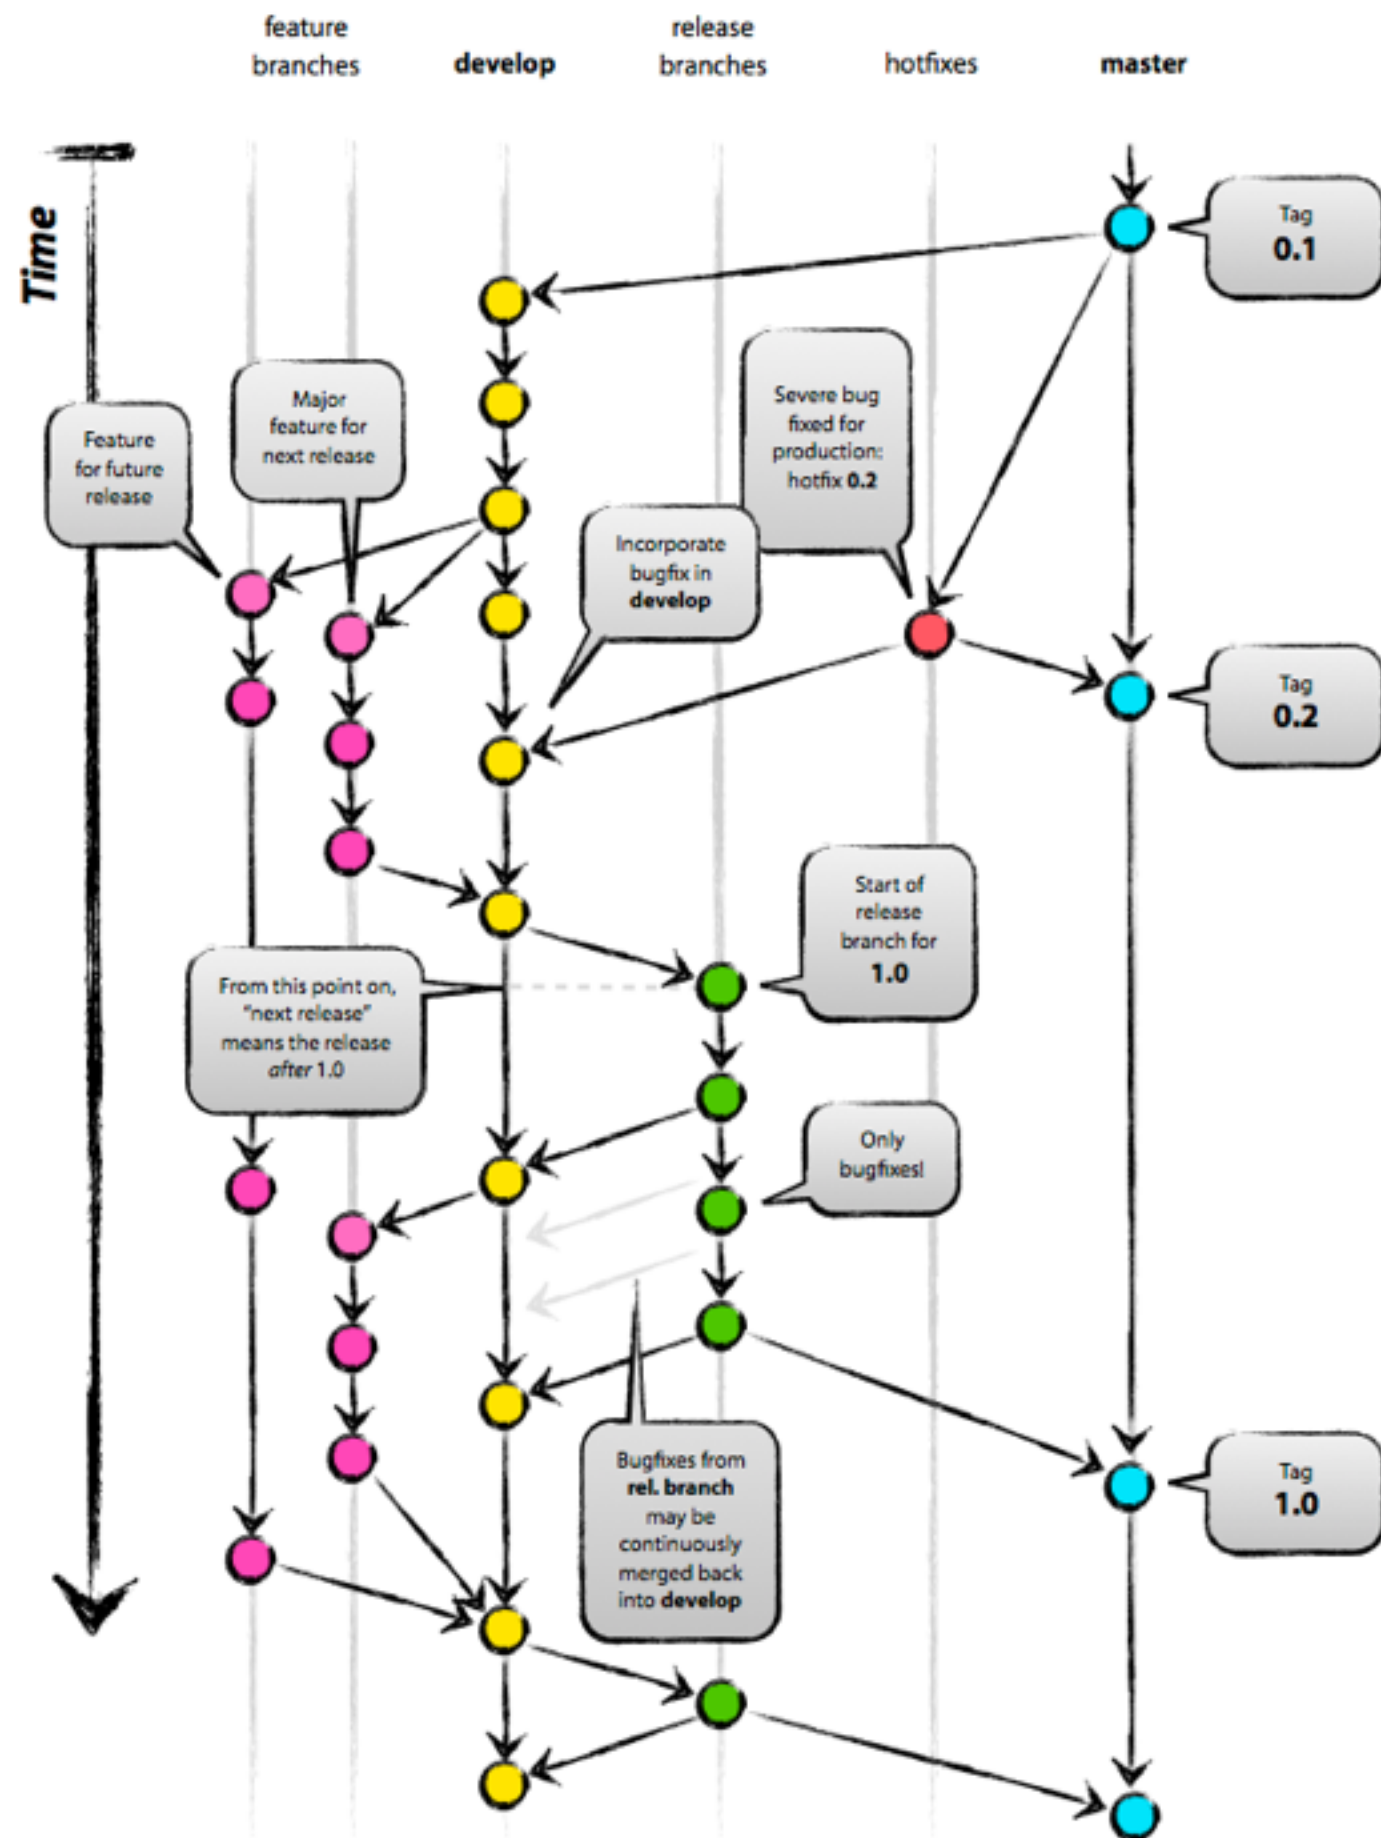 feature
branches
develop
release
branches
hotfixes
master
Time
Tag
0.1
Major
feature for
next release
Feature
for future
release
Severe bug
fixed for
production:
hotfix 0.2
Incorporate
bugfix in
develop
Tag
0.2
Start of
release
branch for
1.0
From this point on,
“next release”
means the release
after 1.0
Only
bugfixes!
Bugfixes from
rel. branch
may be
continuously
merged back
into develop
Tag
1.0